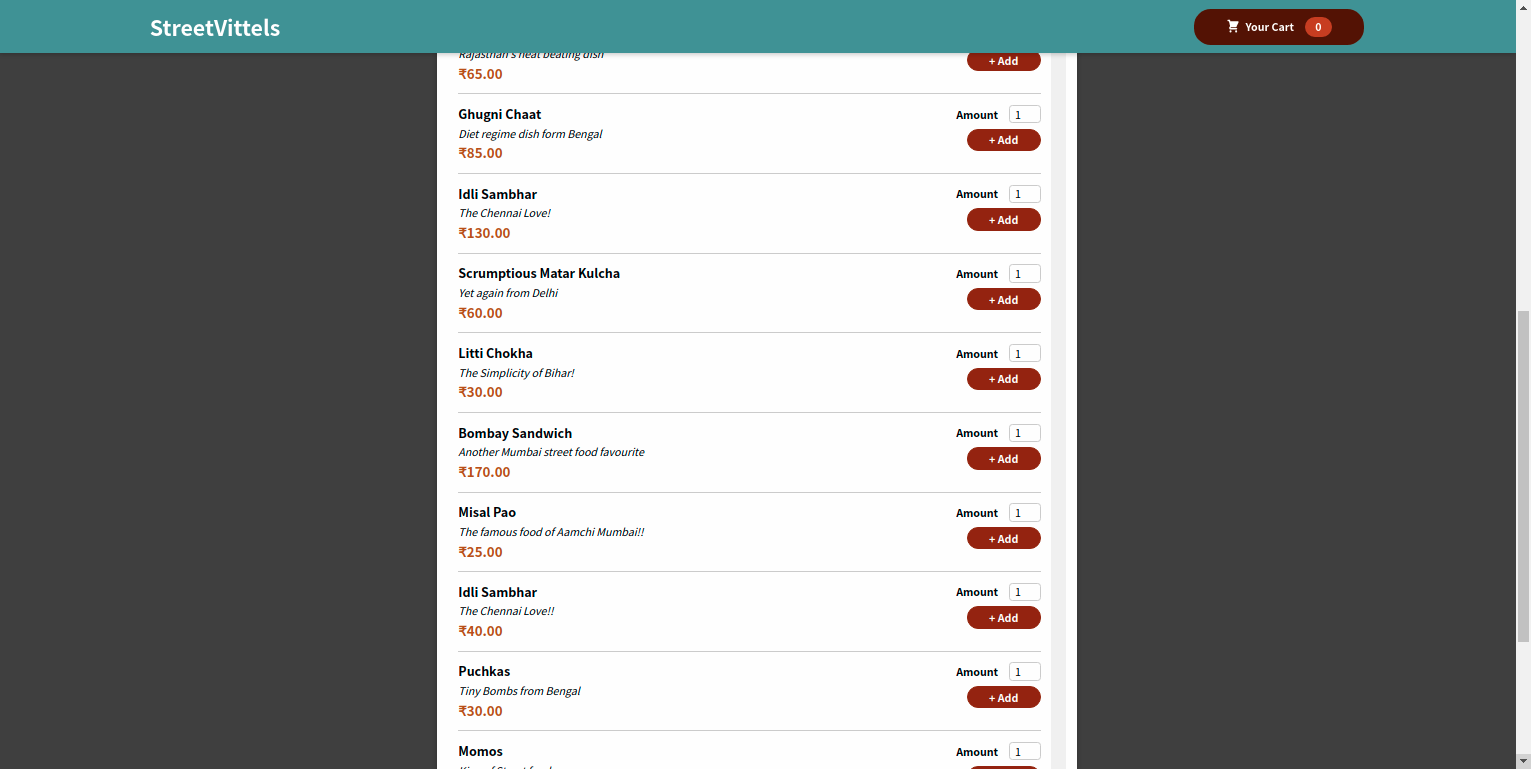 StreetVittels
Your Cart 0
Rajasthan's heat beating dish
+ Add
₹65.00
Ghugni Chaat
Amount 1
Diet regime dish form Bengal
+ Add
₹85.00
Idli Sambhar
Amount 1
The Chennai Love!
+ Add
₹130.00
Scrumptious Matar Kulcha
Amount 1
Yet again from Delhi
+ Add
₹60.00
Litti Chokha
Amount 1
The Simplicity of Bihar!
+ Add
₹30.00
Bombay Sandwich
Amount 1
Another Mumbai street food favourite
+ Add
₹170.00
Misal Pao
Amount 1
The famous food of Aamchi Mumbai!!
+ Add
₹25.00
Idli Sambhar
Amount 1
The Chennai Love!!
+ Add
₹40.00
Puchkas
Amount 1
Tiny Bombs from Bengal
+ Add
₹30.00
Momos
Amount 1